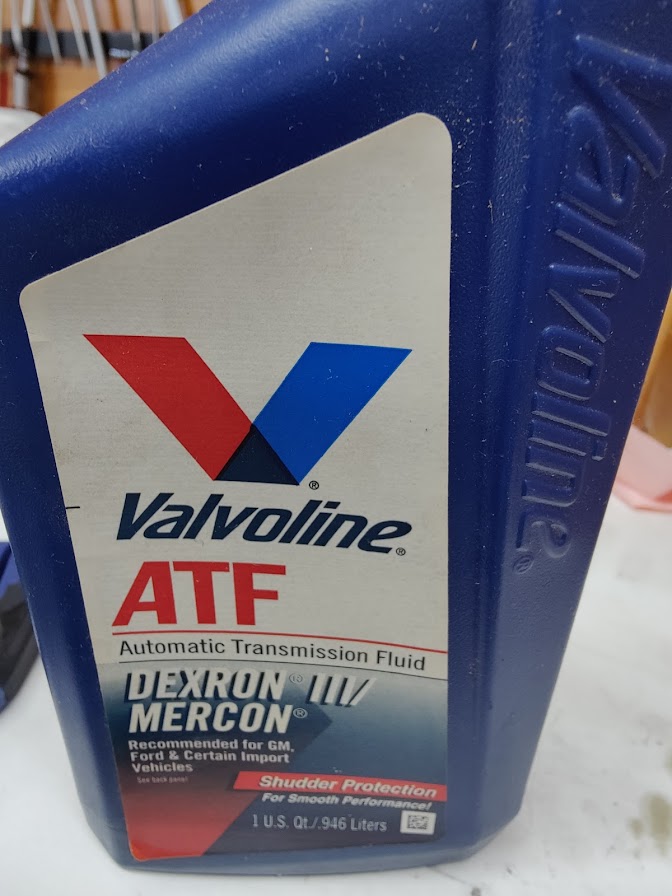 Valvoline®
ATF
Automatic Transmission Fluid
DEXRON® III/
MERCON®
Recommended for GM,
Ford & Certain Import
Vehicles
See back panel
Shudder Protection
For Smooth Performance!
1 U.S. Qt./.946 Liters
Valvoline®